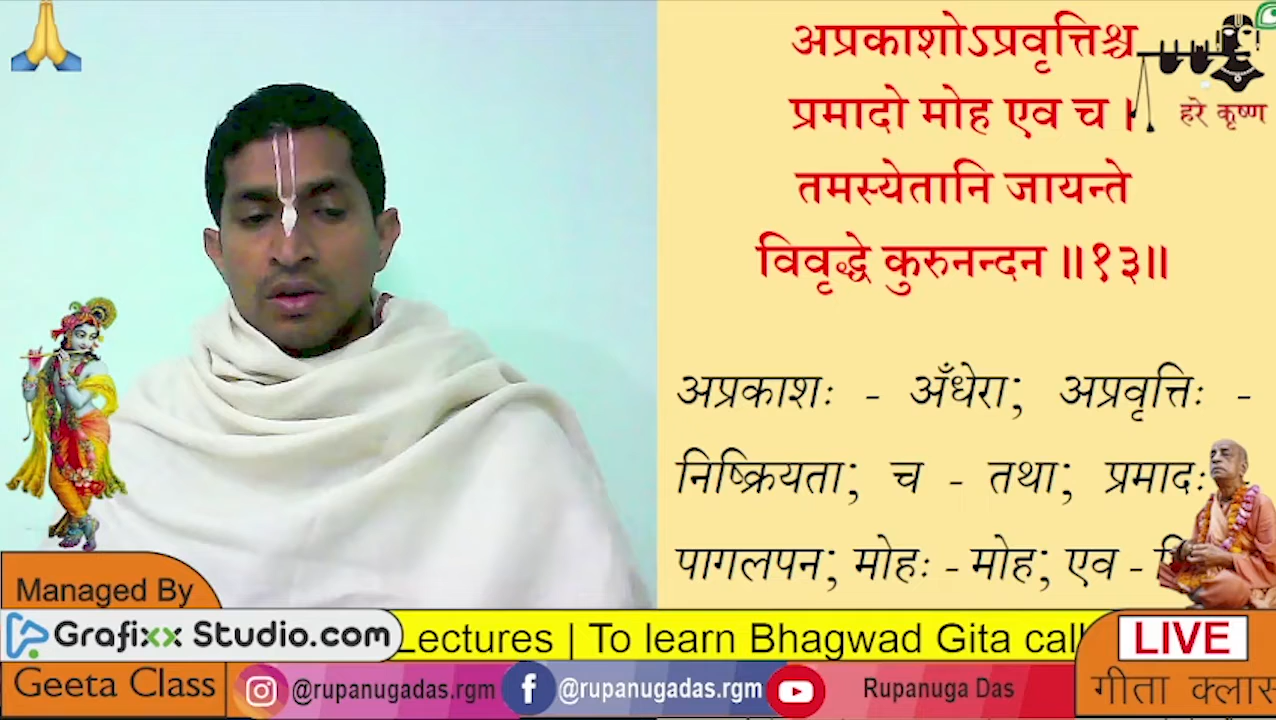 अप्रकाशोऽप्रवृत्तिश्च
प्रमादो मोह एव च ।
हरे कृष्ण
तमस्येतानि जायन्ते
विवृद्धे कुरुनन्दन ॥१३॥
अप्रकाशः - अँधेरा; अप्रवृत्तिः -
निष्क्रियता; च - तथा; प्रमादः
पागलपन; मोहः - मोह; एव -
Managed By
Grafixx Studio.com
Lectures | To learn Bhagwad Gita call
LIVE
Geeta Class
@rupanugadas.rgm
@rupanugadas.rgm
Rupanuga Das
गीता क्लास